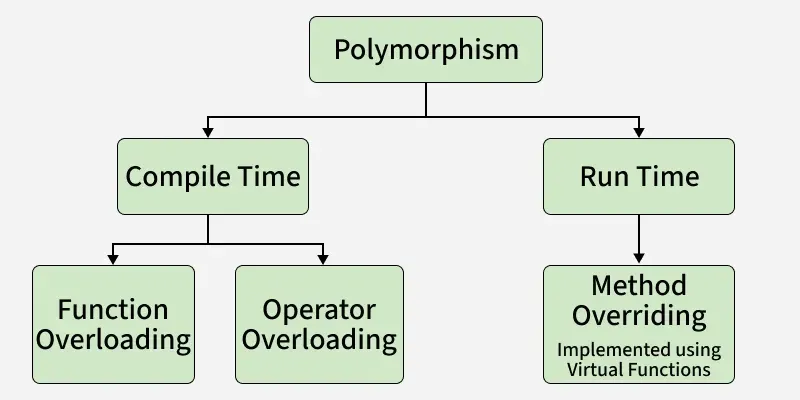 Polymorphism
Compile Time
Run Time
Function
Overloading
Operator
Overloading
Method
Overriding
Implemented using
Virtual Functions